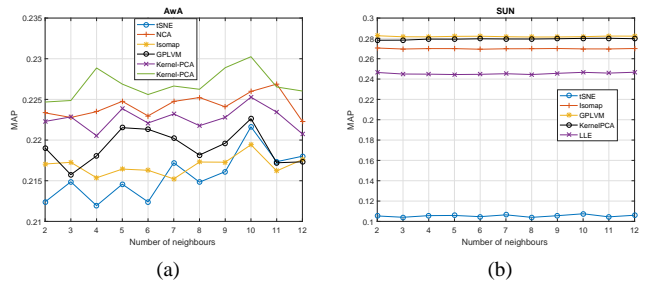 AwA
0.235
0.23
0.225
0.22
0.215
0.21
MAP
tSNE
NCA
Isomap
GPLVM
Kernel-PCA
Kernel-PCA
2 3 4 5 6 7 8 9 10 11 12
Number of neighbours
(a)
SUN
0.3
0.28
0.26
0.24
0.22
0.2
0.18
0.16
0.14
0.12
0.1
MAP
tSNE
Isomap
GPLVM
KernelPCA
LLE
2 3 4 5 6 7 8 9 10 11 12
Number of neighbours
(b)